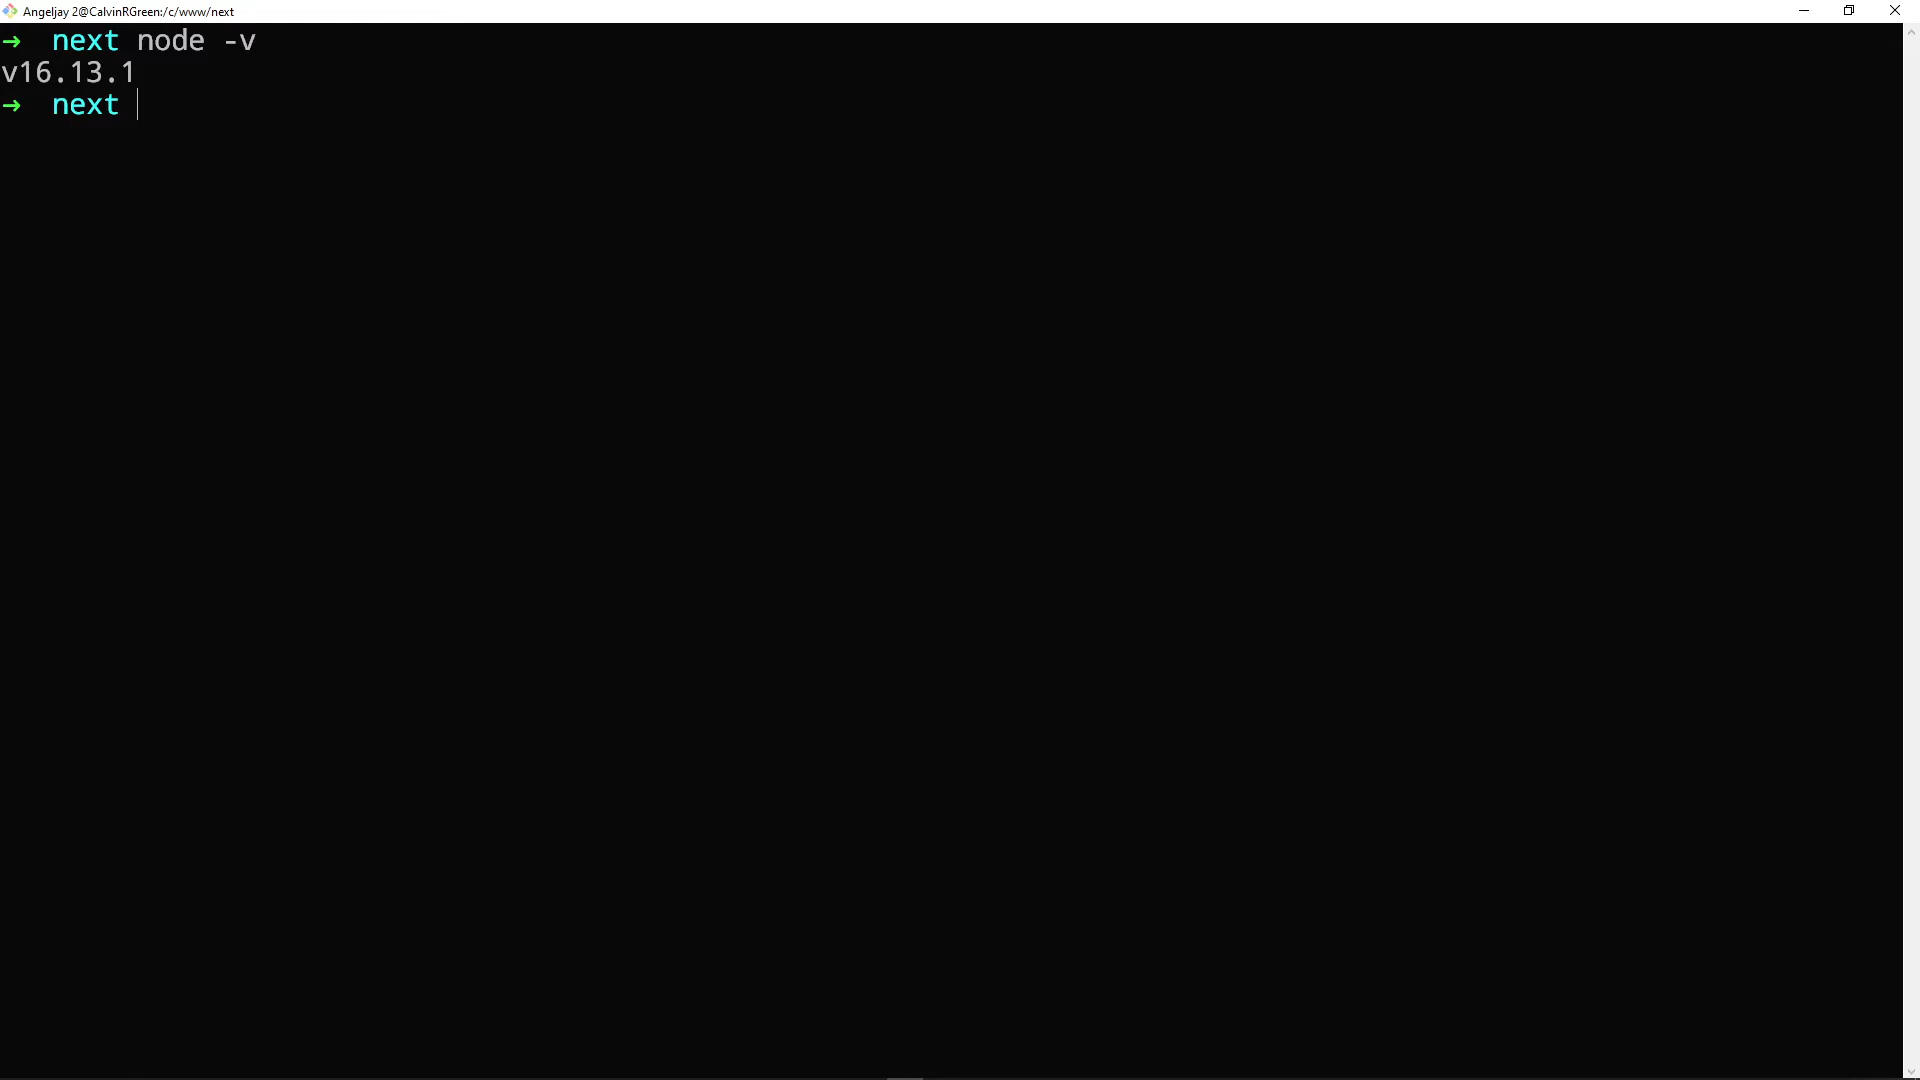 Angeljay 2@CalvinRGreen:/c/www/next
➜  next node -v
v16.13.1
➜  next